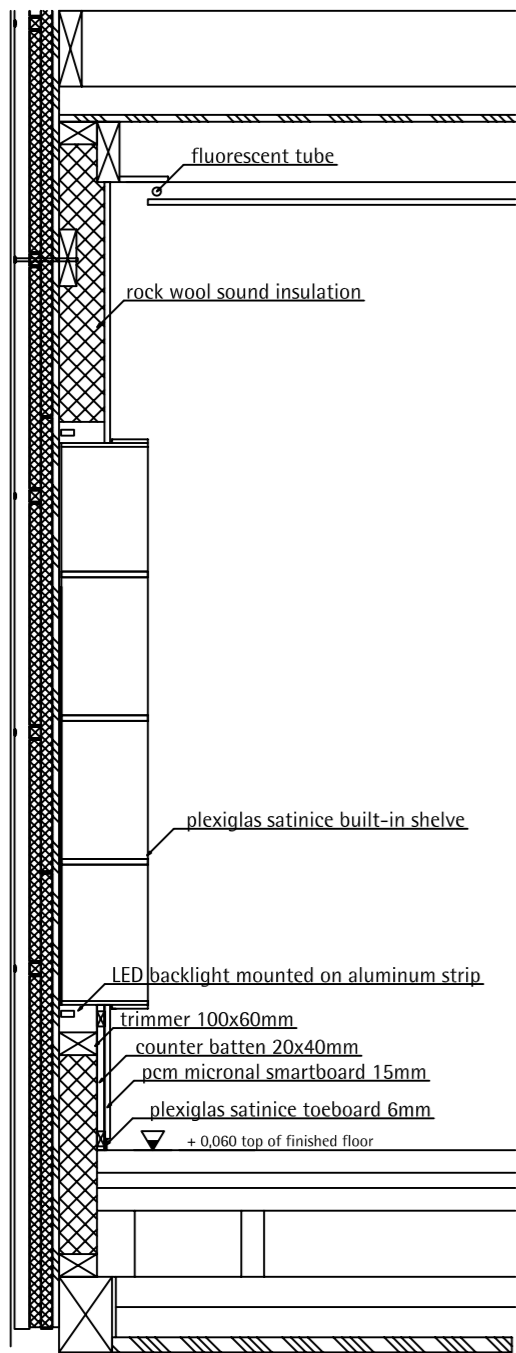 fluorescent tube
rock wool sound insulation
plexiglas satinice built-in shelve
LED backlight mounted on aluminum strip
trimmer 100x60mm
counter batten 20x40mm
pcm micronal smartboard 15mm
plexiglas satinice toeboard 6mm
+ 0,060 top of finished floor